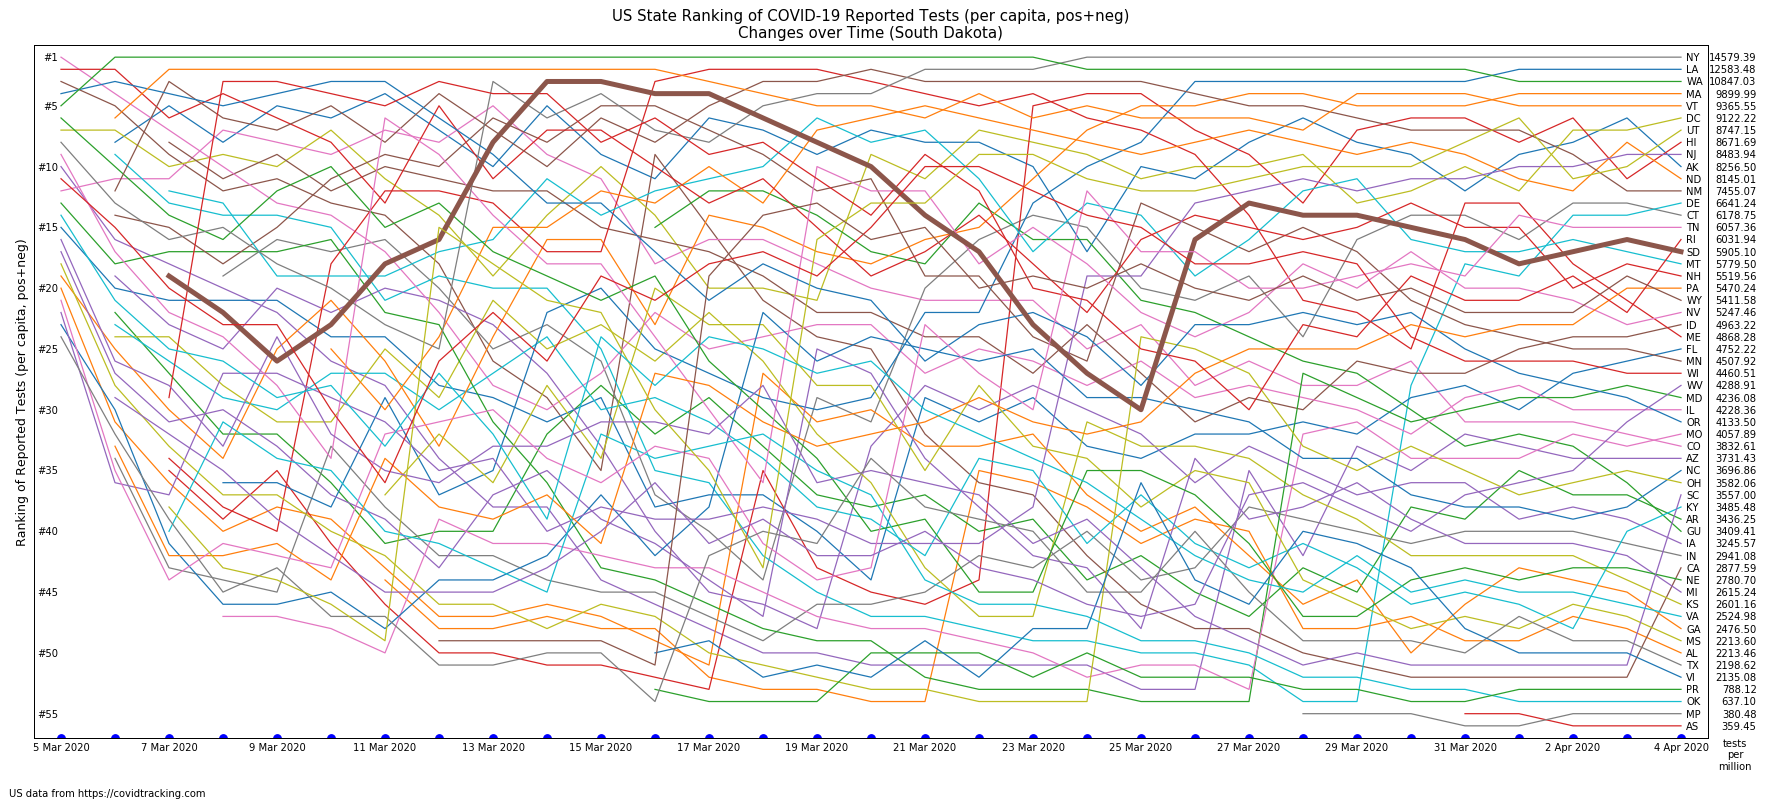 US State Ranking of COVID-19 Reported Tests (per capita, pos+neg)
Changes over Time (South Dakota)
Ranking of Reported Tests (per capita, pos+neg)
#1
#5
#10
#15
#20
#25
#30
#35
#40
#45
#50
#55
NY 14579.39
LA 12583.48
WA 10847.03
MA 9899.99
VT 9365.55
DC 9122.22
UT 8747.15
HI 8671.69
NJ 8483.94
AK 8256.50
ND 8145.01
NM 7455.07
DE 6641.24
CT 6178.75
TN 6057.36
RI 6031.94
SD 5905.10
MT 5779.50
NH 5519.56
PA 5470.24
WY 5411.58
NV 5247.46
ID 4963.22
ME 4868.28
FL 4752.22
MN 4507.92
WI 4460.51
WV 4288.91
MD 4236.08
IL 4228.36
OR 4133.50
MO 4057.89
CO 3832.61
AZ 3731.43
NC 3696.86
OH 3582.06
SC 3557.00
KY 3485.48
AR 3436.25
GU 3409.41
IA 3245.57
IN 2941.08
CA 2877.59
NE 2780.70
MI 2615.24
KS 2601.16
VA 2524.98
GA 2476.50
MS 2213.60
AL 2213.46
TX 2198.62
VI 2135.08
PR 788.12
OK 637.10
MP 380.48
AS 359.45
5 Mar 2020 7 Mar 2020 9 Mar 2020 11 Mar 2020 13 Mar 2020 15 Mar 2020 17 Mar 2020 19 Mar 2020 21 Mar 2020 23 Mar 2020 25 Mar 2020 27 Mar 2020 29 Mar 2020 31 Mar 2020 2 Apr 2020 4 Apr 2020
tests
per
million
US data from https://covidtracking.com